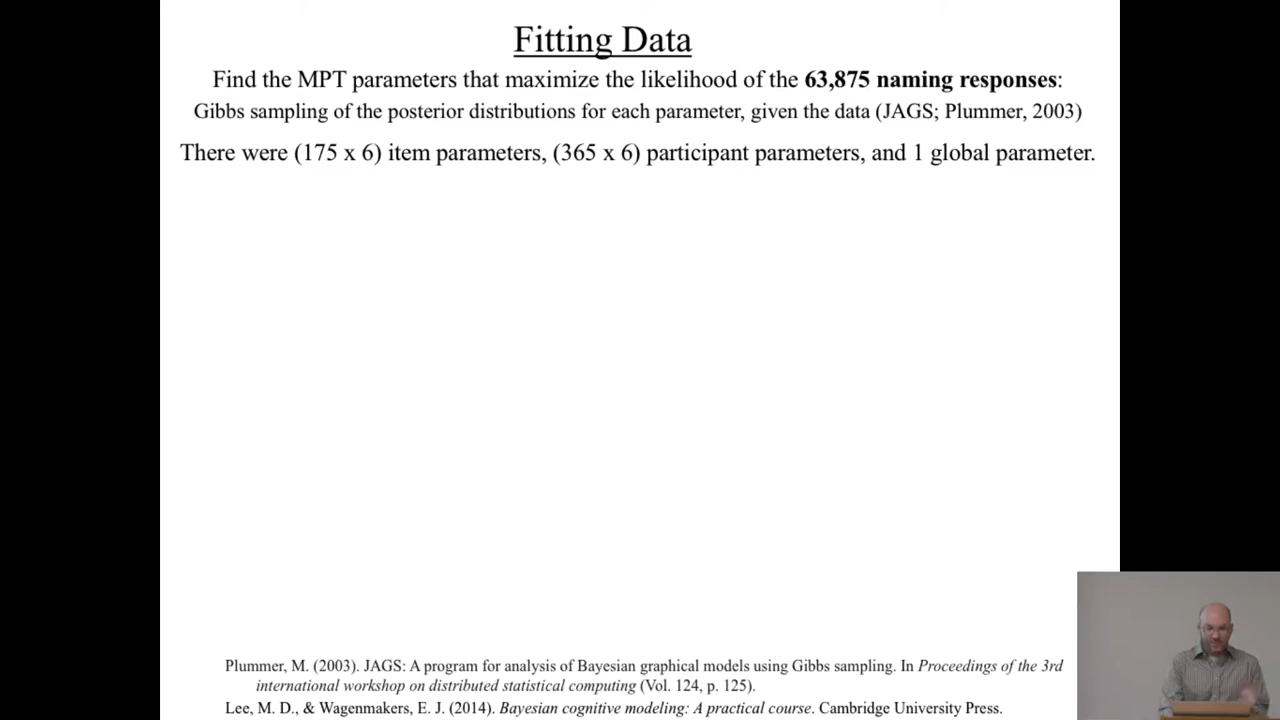 Fitting Data
Find the MPT parameters that maximize the likelihood of the 63,875 naming responses:
Gibbs sampling of the posterior distributions for each parameter, given the data (JAGS; Plummer, 2003)
There were (175 x 6) item parameters, (365 x 6) participant parameters, and 1 global parameter.
Plummer, M. (2003). JAGS: A program for analysis of Bayesian graphical models using Gibbs sampling. In Proceedings of the 3rd
international workshop on distributed statistical computing (Vol. 124, p. 125).
Lee, M. D., & Wagenmakers, E. J. (2014). Bayesian cognitive modeling: A practical course. Cambridge University Press.